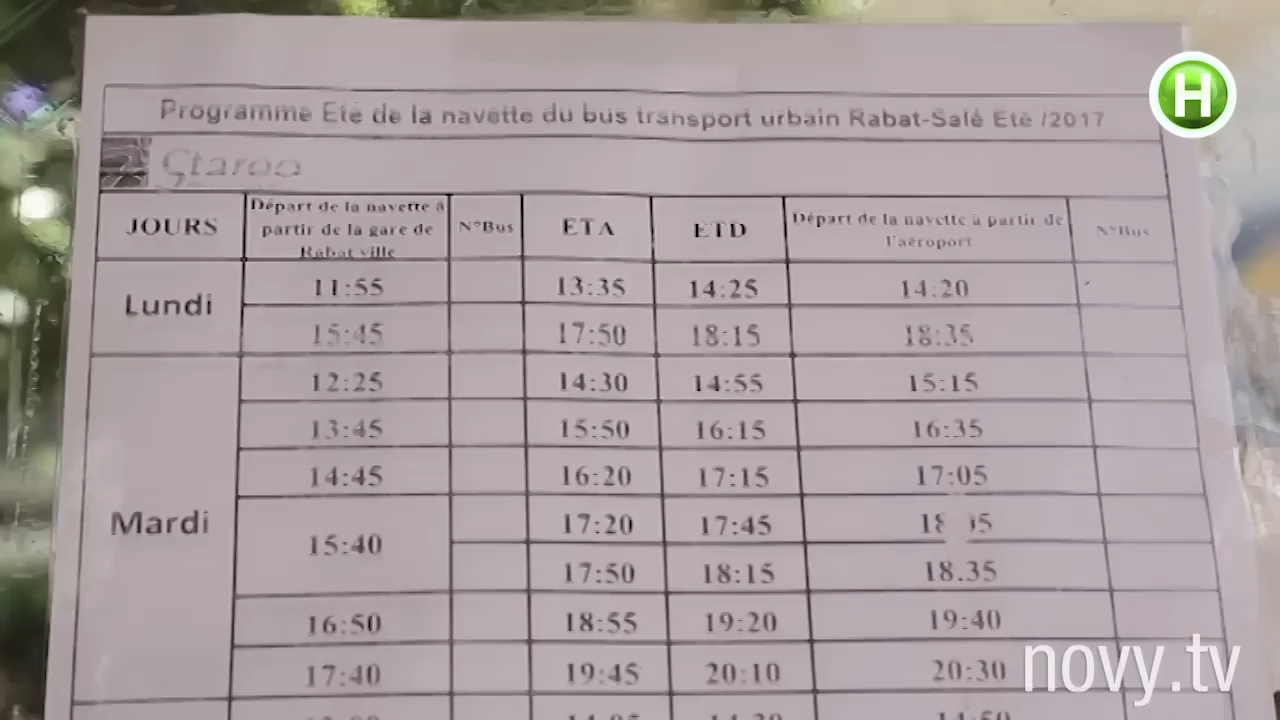 Programme Eté de la navette du bus transport urbain Rabat-Salé Eté /2017
H
Staroo
JOURS
Départ de la navette à
partir de la gare de
Rabat ville
N°Bus
ETA
ETD
Départ de la navette à partir de
l'aéroport
N°Bus
Lundi
11:55 13:35 14:25 14:20
15:45 17:50 18:15 18:35
Mardi
12:25 14:30 14:55 15:15
13:45 15:50 16:15 16:35
14:45 16:20 17:15 17:05
15:40
17:20 17:45
17:50 18:15 18.35
16:50 18:55 19:20 19:40
17:40 19:45 20:10 20:30
novy.tv